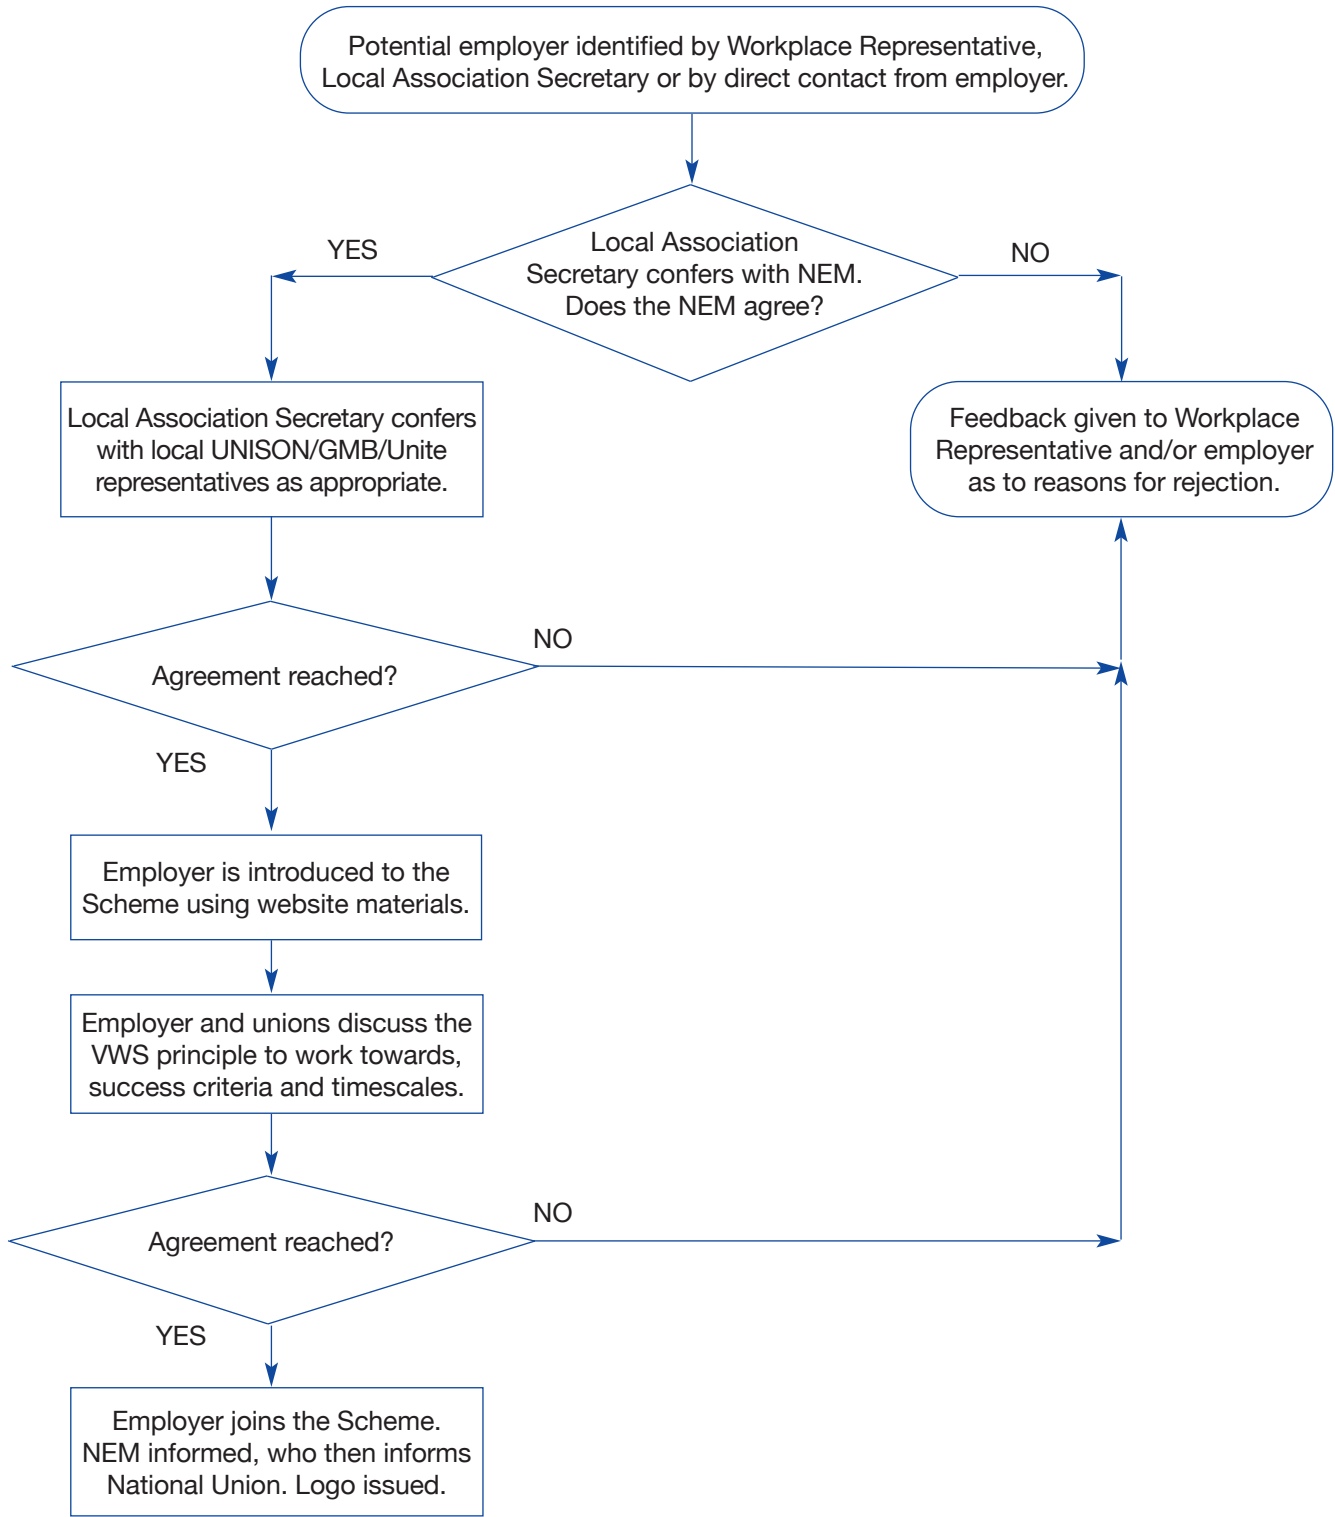 Potential employer identified by Workplace Representative,
Local Association Secretary or by direct contact from employer.
Local Association
Secretary confers with NEM.
Does the NEM agree?
YES
NO
Local Association Secretary confers
with local UNISON/GMB/Unite
representatives as appropriate.
Feedback given to Workplace
Representative and/or employer
as to reasons for rejection.
Agreement reached?
NO
YES
Employer is introduced to the
Scheme using website materials.
Employer and unions discuss the
VWS principle to work towards,
success criteria and timescales.
Agreement reached?
NO
YES
Employer joins the Scheme.
NEM informed, who then informs
National Union. Logo issued.